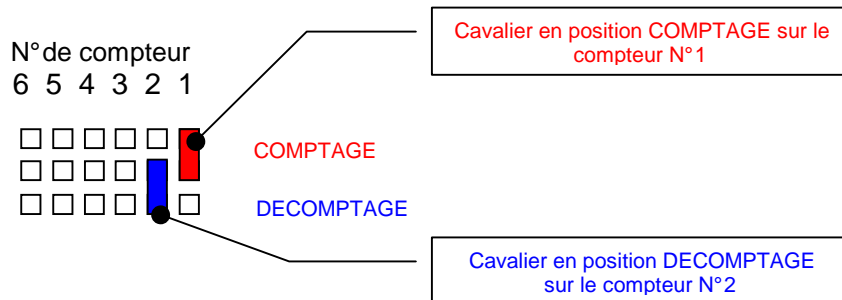 Cavalier en position COMPTAGE sur le
compteur N°1
N° de compteur
6 5 4 3 2 1
COMPTAGE
DECOMPTAGE
Cavalier en position DECOMPTAGE
sur le compteur N°2